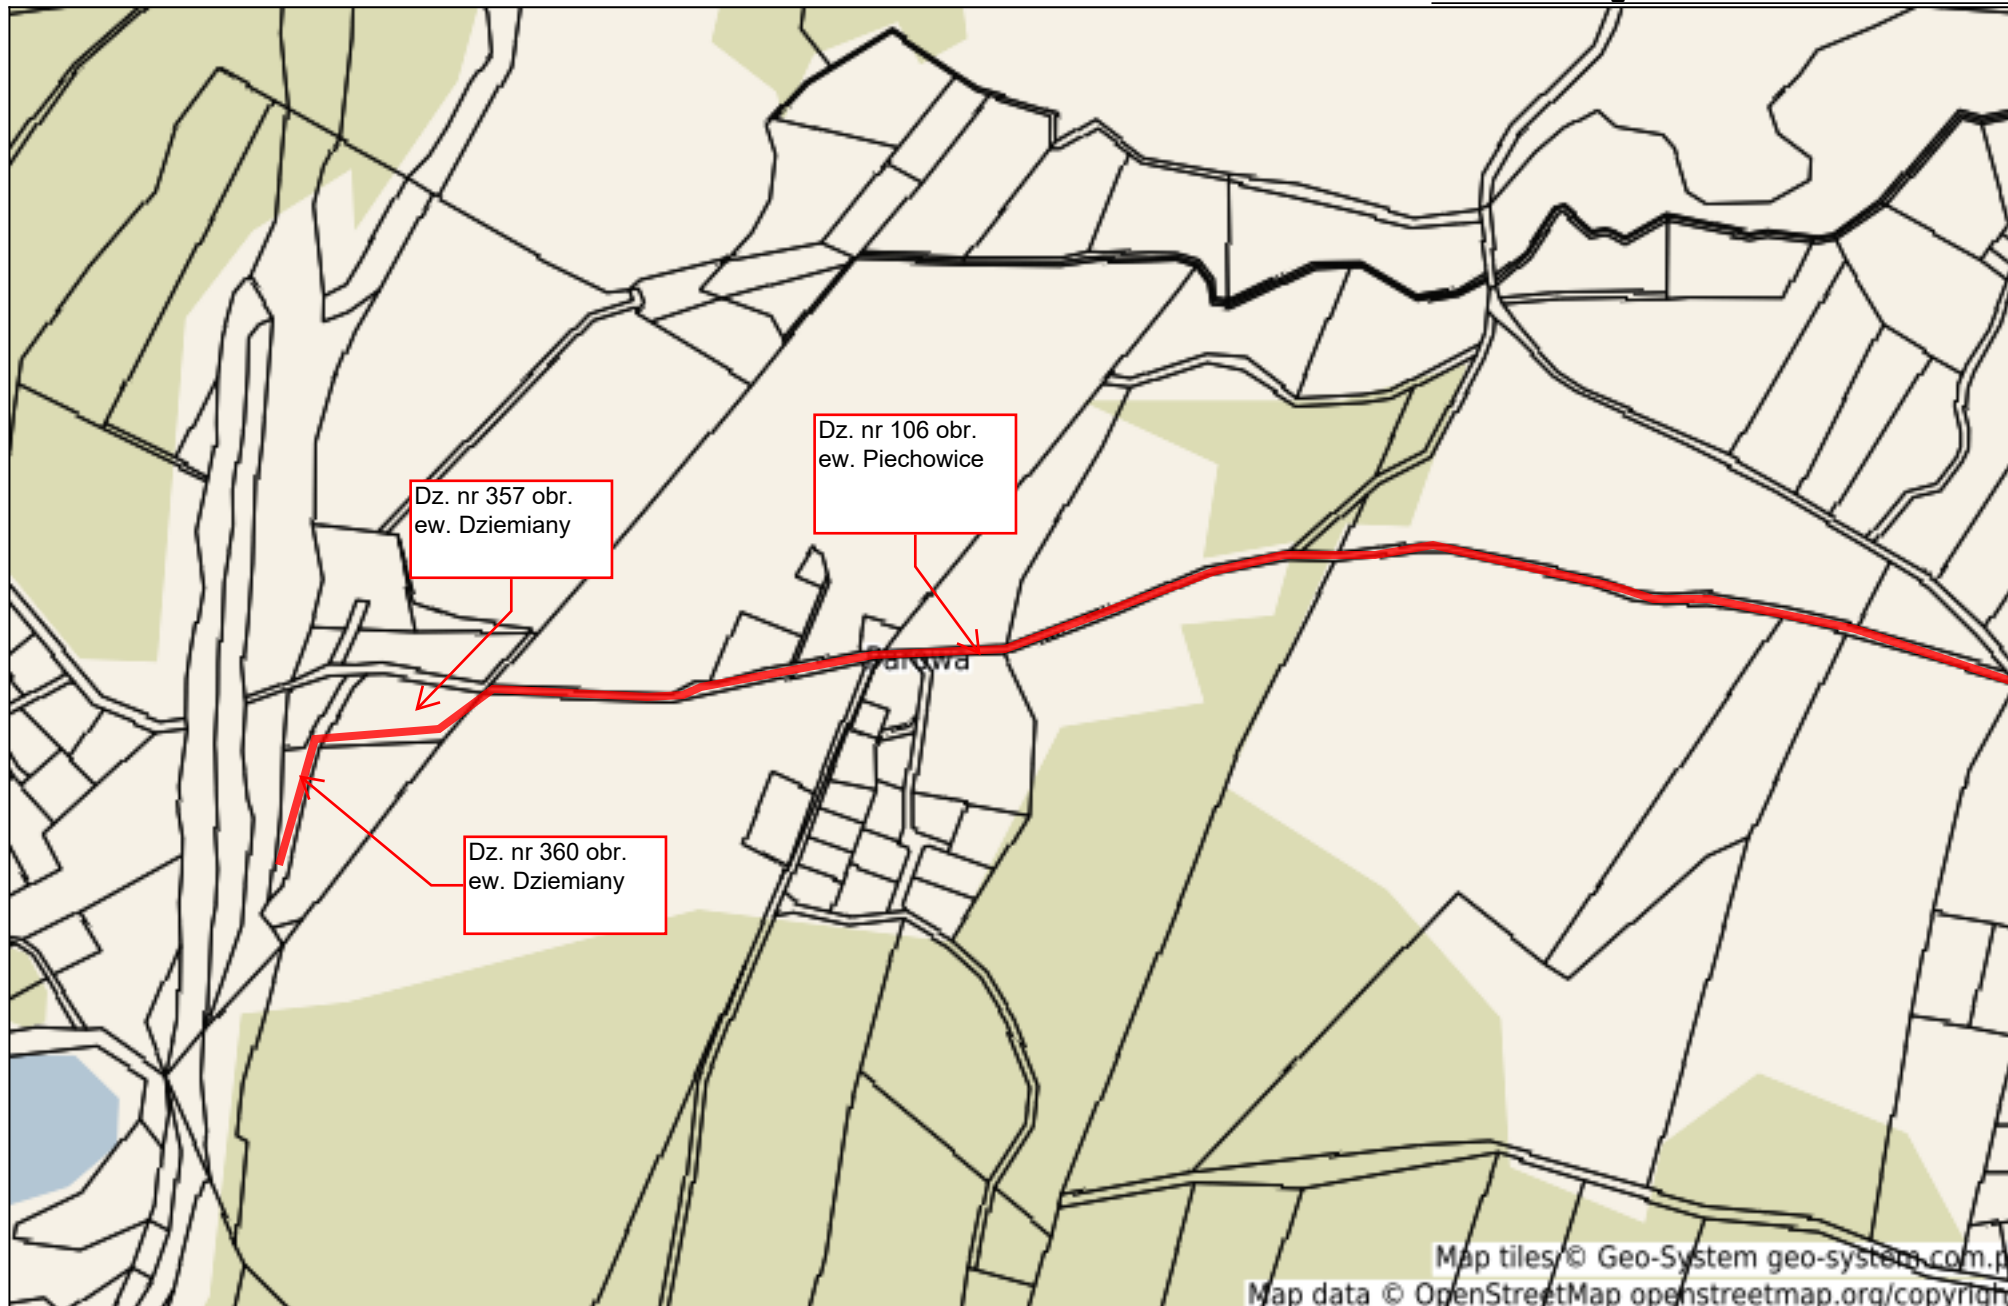 Dz. nr 106 obr.
ew. Piechowice
Dz. nr 357 obr.
ew. Dziemiany
Dz. nr 360 obr.
ew. Dziemiany
Map tiles © Geo-System geo-system.com.p
Map data © OpenStreetMap openstreetmap.org/copyrigh